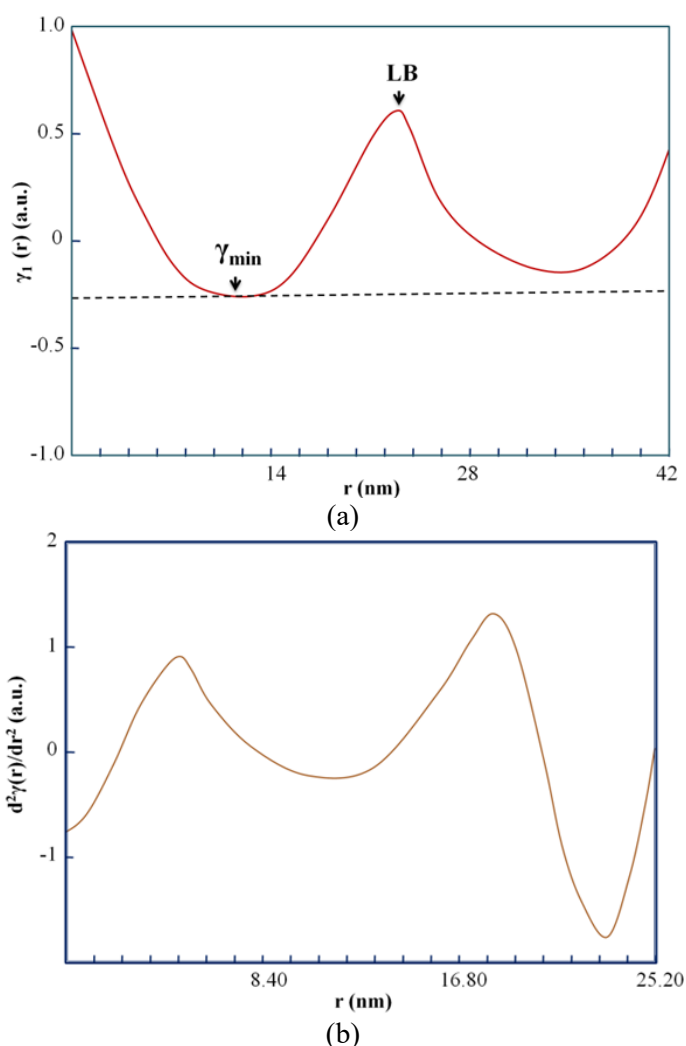 1.0
LB
0.5
γ₁ (r) (a.u.)
0
γmin
-0.5
-1.0
14
28
42
r (nm)
(a)
2
1
d²γ(r)/dr² (a.u.)
0
-1
8.40
16.80
25.20
r (nm)
(b)